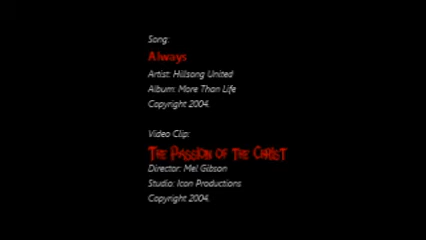 Song:
Always
Artist: Hillsong United
Album: More Than Life
Copyright 2004.
Video Clip:
The Passion of the Christ
Director: Mel Gibson
Studio: Icon Productions
Copyright 2004.